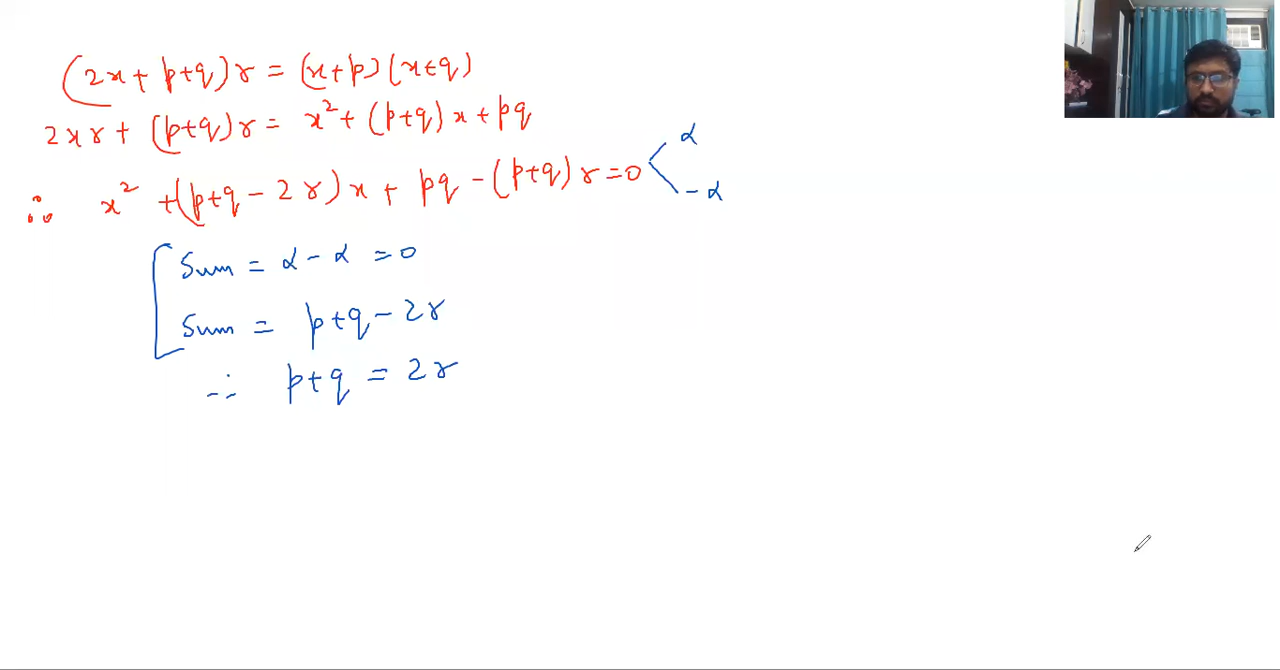 (2x + p+q) r = (x+p) (x+q)
2xr + (p+q) r = x² + (p+q) x + pq
∴ x² + (p+q - 2r) x + pq - (p+q) r = 0 < α
- α
Sum = α - α = 0
Sum = p+q - 2r
∴ p+q = 2r